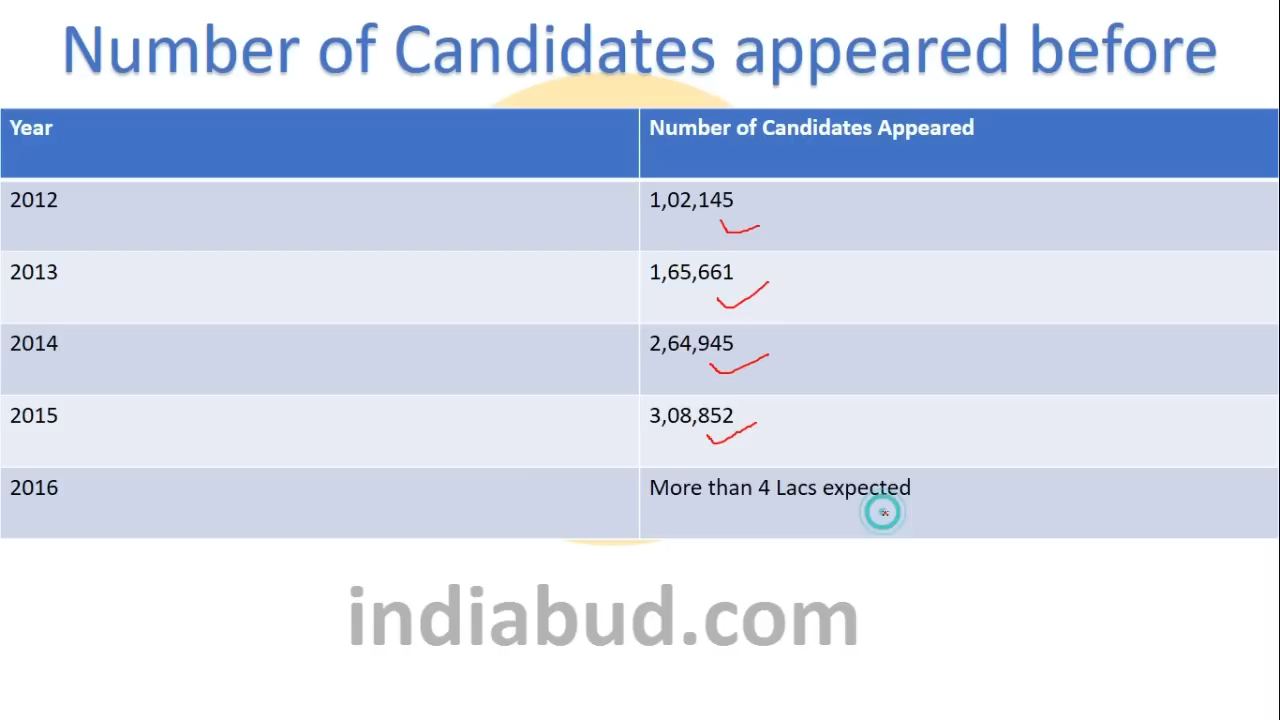 Number of Candidates appeared before
Year Number of Candidates Appeared
2012 1,02,145
2013 1,65,661
2014 2,64,945
2015 3,08,852
2016 More than 4 Lacs expected
indiabud.com